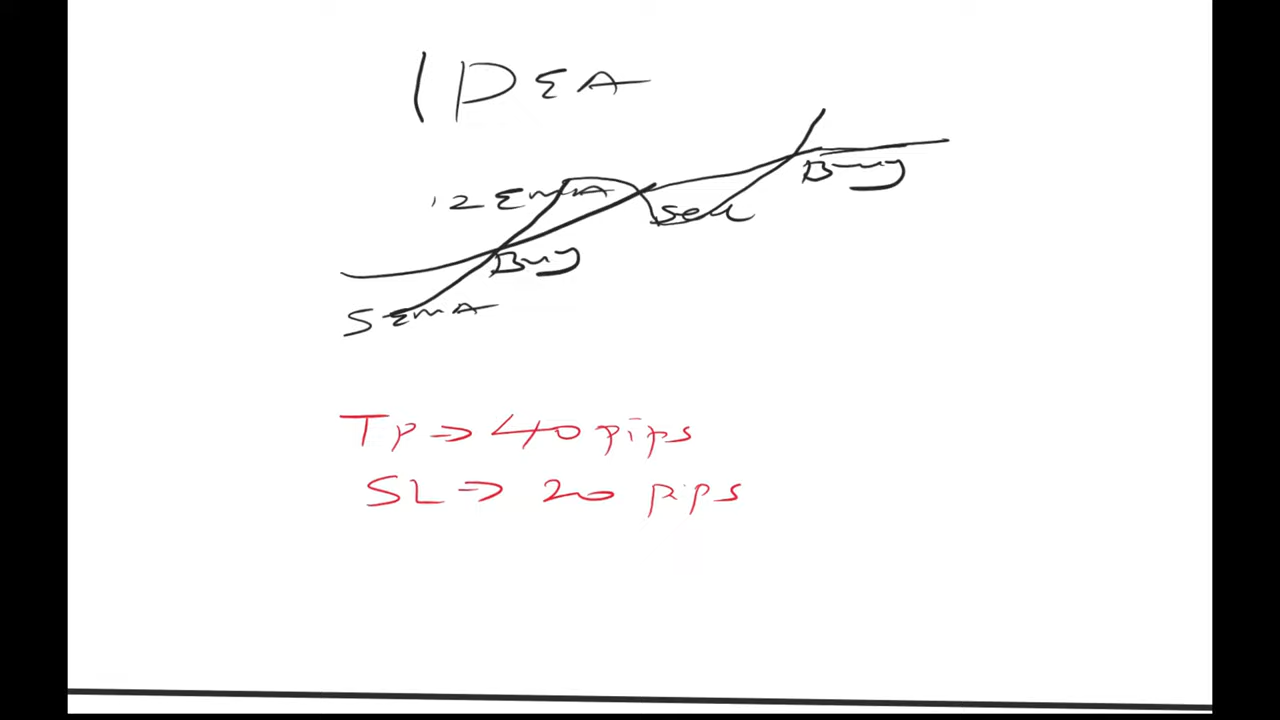 IDEA
12 EMA
Buy
Sell
Buy
5 EMA
TP => 40 pips
SL => 20 pips